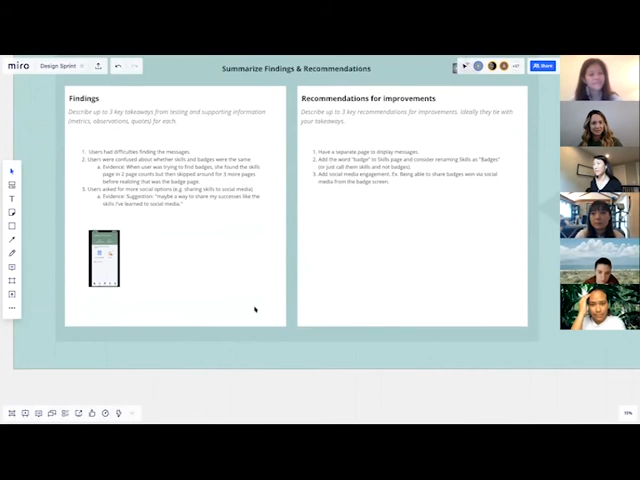 miro
Design Sprint
Share
Summarize Findings & Recommendations
Findings
Describe up to 3 key takeaways from testing and supporting information
(metrics, observations, quotes) for each
1. Users had difficulties finding the messages.
2. Users were confused about whether skills and badges were the same.
a. Evidence: When user was trying to find badges, she found the skills
page in 2 page counts but then skipped around for 3 more pages
before realizing that was the badge page.
3. Users asked for more social options (e.g. sharing skills to social media)
a. Evidence: Suggestion: "maybe a way to share my successes like the
skills I've learned to social media."
Recommendations for improvements
Describe up to 3 key recommendations for improvements. Ideally they tie with
your takeaways.
1. Have a separate page to display messages.
2. Add the word "badge" to Skills page and consider renaming Skills as "Badges"
(or just call them skills and not badges).
3. Add social media engagement. Ex. Being able to share badges won via social
media from the badge screen.